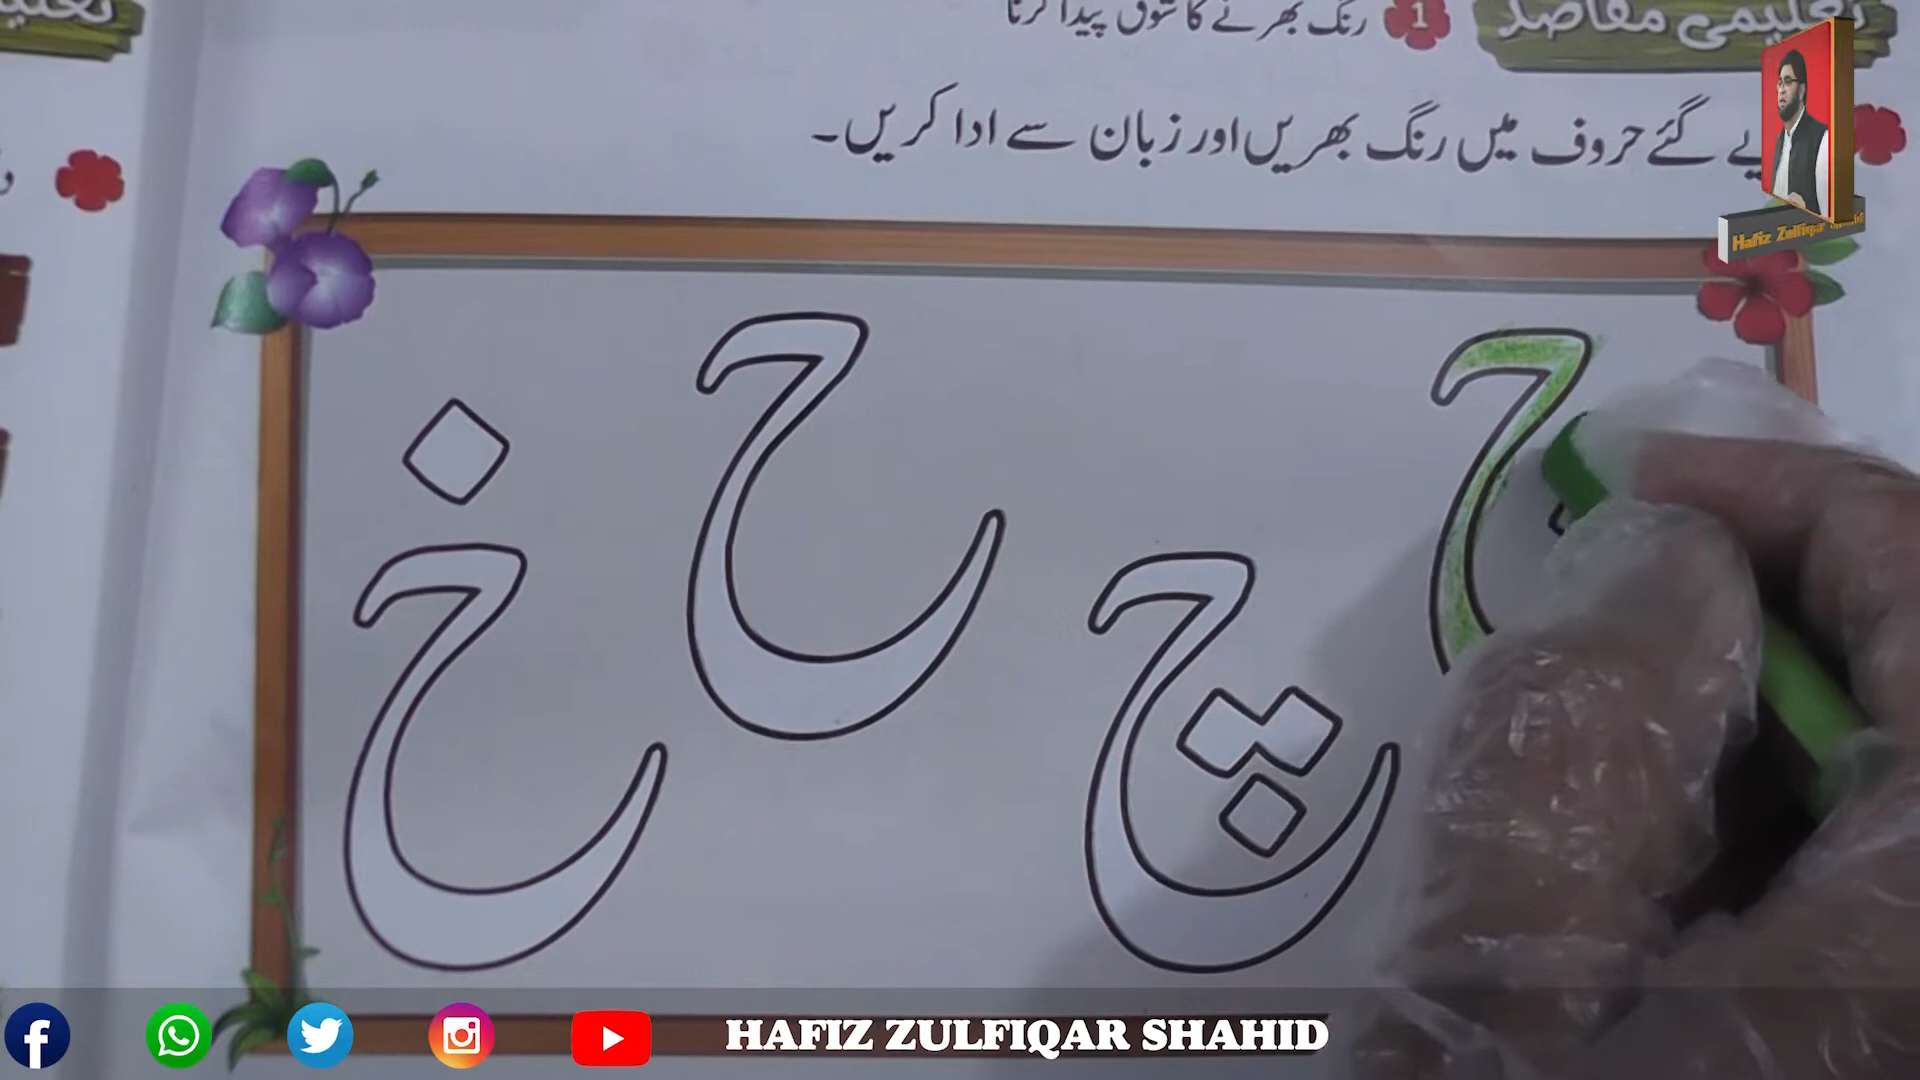 تعلیمی مقاصد
1 رنگ بھرنے کا شوق پیدا کرنا
گئے حروف میں رنگ بھریں اور زبان سے ادا کریں۔
ح
چ
خ
Hafiz Zulfiqar
HAFIZ ZULFIQAR SHAHID